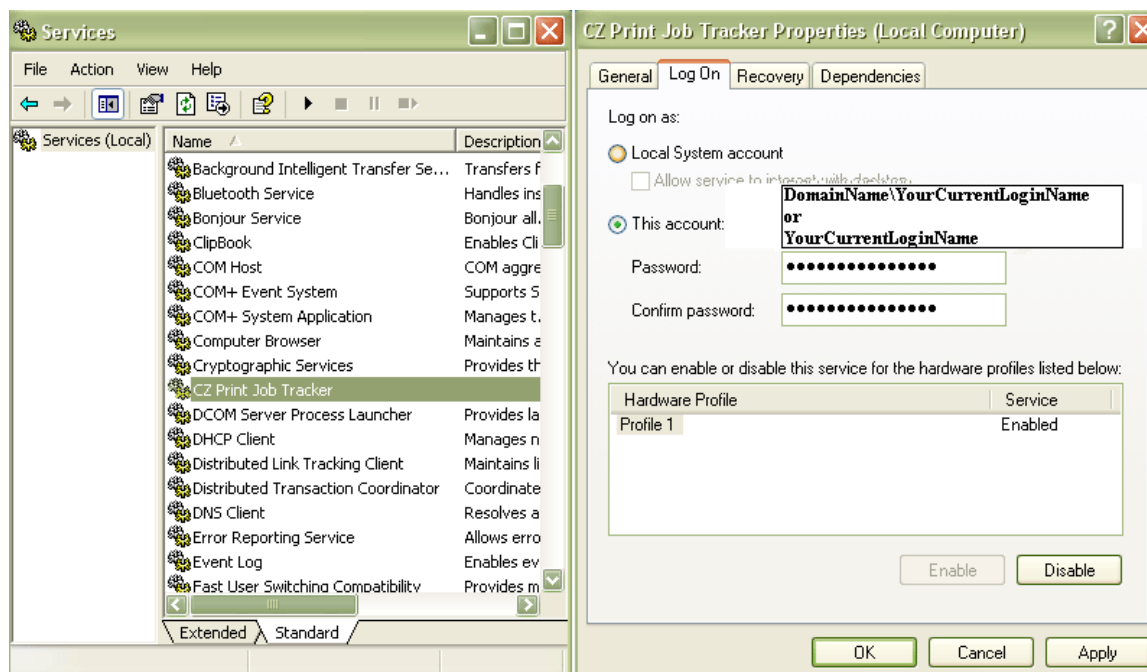 Services
File Action View Help
Services (Local)
Name Description
Background Intelligent Transfer Se... Transfers f
Bluetooth Service Handles ins
Bonjour Service Bonjour all.
ClipBook Enables Cli
COM Host COM aggre
COM+ Event System Supports S
COM+ System Application Manages t.
Computer Browser Maintains a
Cryptographic Services Provides th
CZ Print Job Tracker
DCOM Server Process Launcher Provides la
DHCP Client Manages n
Distributed Link Tracking Client Maintains li
Distributed Transaction Coordinator Coordinate
DNS Client Resolves a
Error Reporting Service Allows erro
Event Log Enables ev
Fast User Switching Compatibility Provides m
Extended Standard
CZ Print Job Tracker Properties (Local Computer)
General Log On Recovery Dependencies
Log on as:
Local System account
Allow service to interact with desktop
This account:
DomainName\YourCurrentLoginName
or
YourCurrentLoginName
Password: ●●●●●●●●●●●●●●●
Confirm password: ●●●●●●●●●●●●●●●
You can enable or disable this service for the hardware profiles listed below:
Hardware Profile Service
Profile 1 Enabled
Enable Disable
OK Cancel Apply